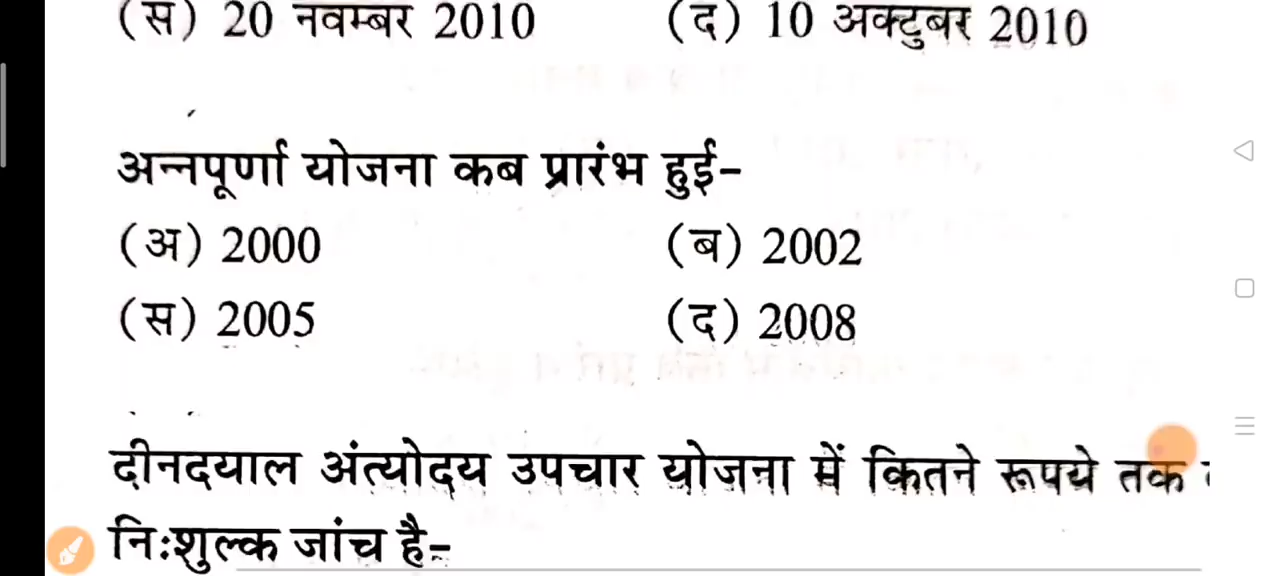 (स) 20 नवम्बर 2010 (द) 10 अक्टुबर 2010
अन्नपूर्णा योजना कब प्रारंभ हुई-
(अ) 2000 (ब) 2002
(स) 2005 (द) 2008
दीनदयाल अंत्योदय उपचार योजना में कितने रूपये तक
निःशुल्क जांच है-